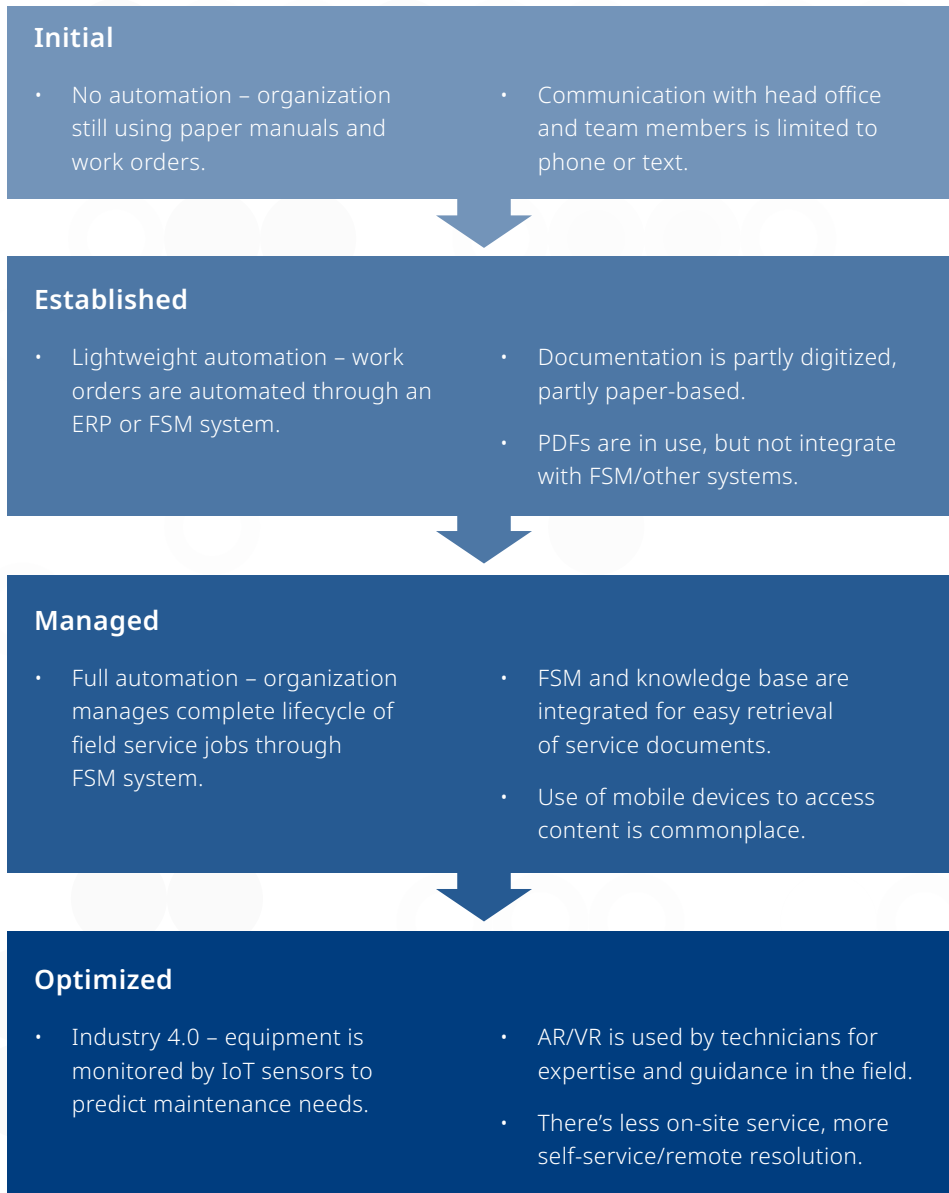 Initial
• No automation – organization
still using paper manuals and
work orders.
• Communication with head office
and team members is limited to
phone or text.
Established
• Lightweight automation – work
orders are automated through an
ERP or FSM system.
• Documentation is partly digitized,
partly paper-based.
• PDFs are in use, but not integrate
with FSM/other systems.
Managed
• Full automation – organization
manages complete lifecycle of
field service jobs through
FSM system.
• FSM and knowledge base are
integrated for easy retrieval
of service documents.
• Use of mobile devices to access
content is commonplace.
Optimized
• Industry 4.0 – equipment is
monitored by IoT sensors to
predict maintenance needs.
• AR/VR is used by technicians for
expertise and guidance in the field.
• There’s less on-site service, more
self-service/remote resolution.